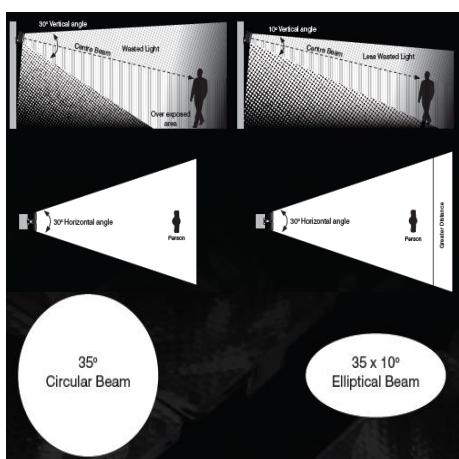 30º Vertical angle
Centre Beam
Wasted Light
Over exposed
area
10º Vertical angle
Centre Beam
Less Wasted Light
30º Horizontal angle
Person
30º Horizontal angle
Person
Greater Distance
35º
Circular Beam
35 x 10º
Elliptical Beam